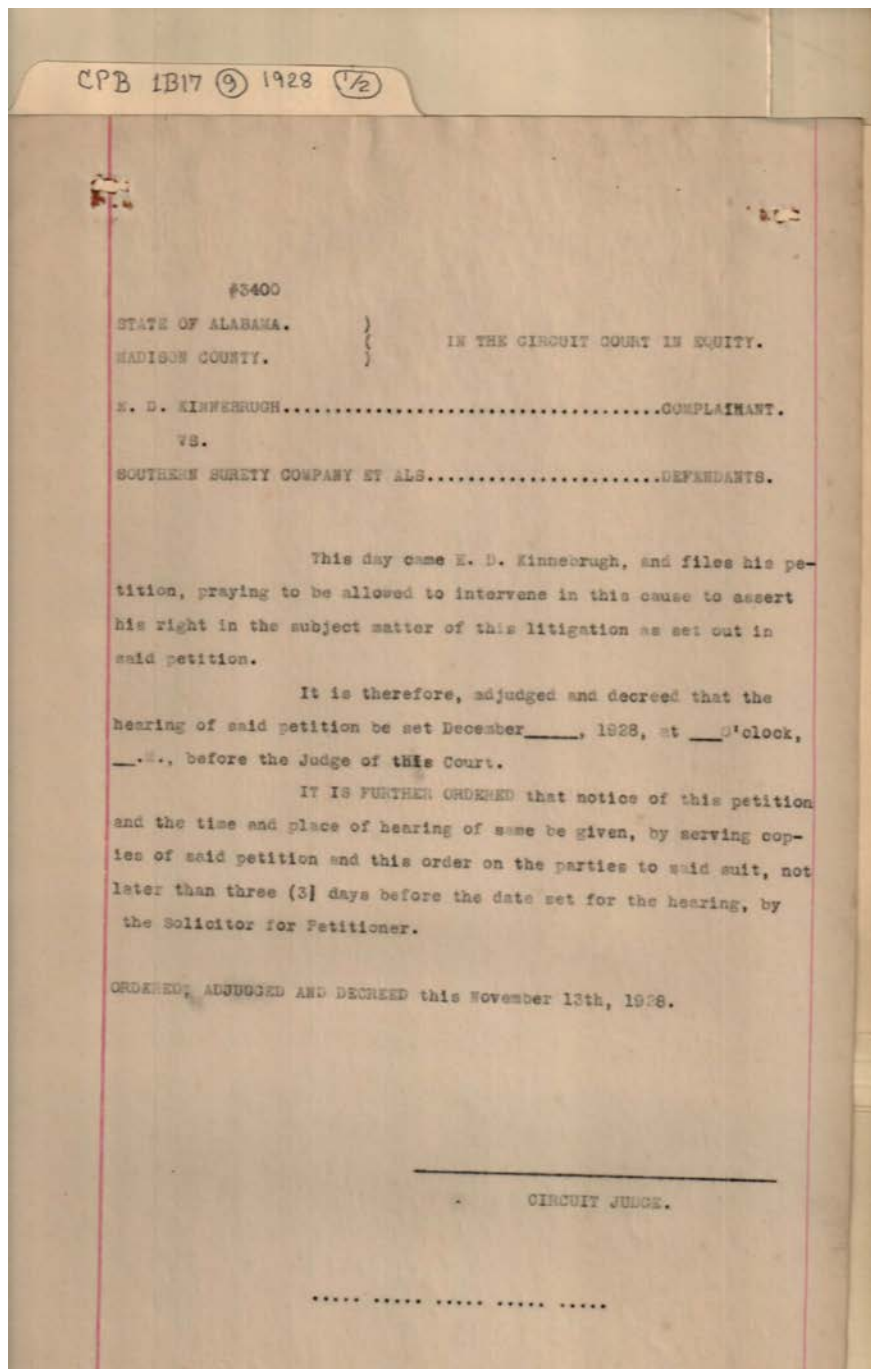 CPB 1B17 (9) 1928 (1/2)
#3400
STATE OF ALABAMA. )
( IN THE CIRCUIT COURT IN EQUITY.
MADISON COUNTY. )
D. KINNEBRUGH.....................................COMPLAINANT.
VS.
SOUTHERN SURETY COMPANY ET ALS.......................DEFENDANTS.
This day came D. Kinnebrugh, and files his pe-
tition, praying to be allowed to intervene in this cause to assert
his right in the subject matter of this litigation as set out in
said petition.
It is therefore, adjudged and decreed that the
hearing of said petition be set December_____, 1928, at ___O'clock,
__.M., before the Judge of this Court.
IT IS FURTHER ORDERED that notice of this petition
and the time and place of hearing of same be given, by serving cop-
ies of said petition and this order on the parties to said suit, not
later than three (3] days before the date set for the hearing, by
the Solicitor for Petitioner.
ORDERED; ADJUDGED AND DECREED this November 13th, 1928.
CIRCUIT JUDGE.
..... ..... ..... ..... .....